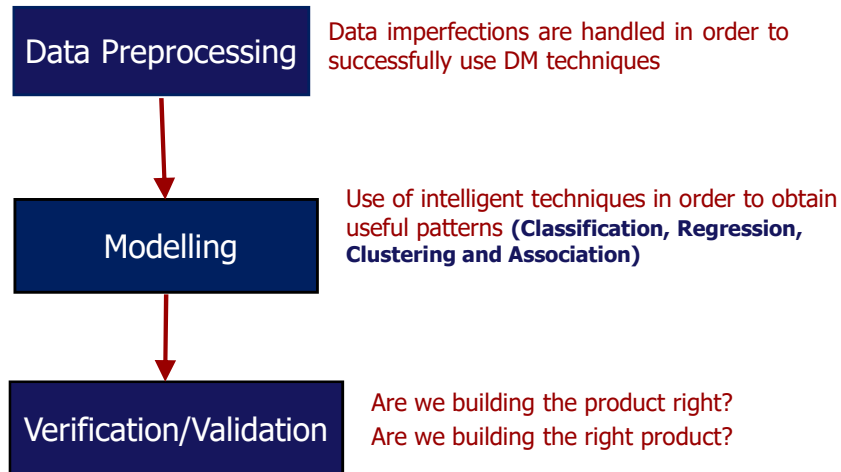 Data Preprocessing
Data imperfections are handled in order to
successfully use DM techniques
Modelling
Use of intelligent techniques in order to obtain
useful patterns (Classification, Regression,
Clustering and Association)
Verification/Validation
Are we building the product right?
Are we building the right product?